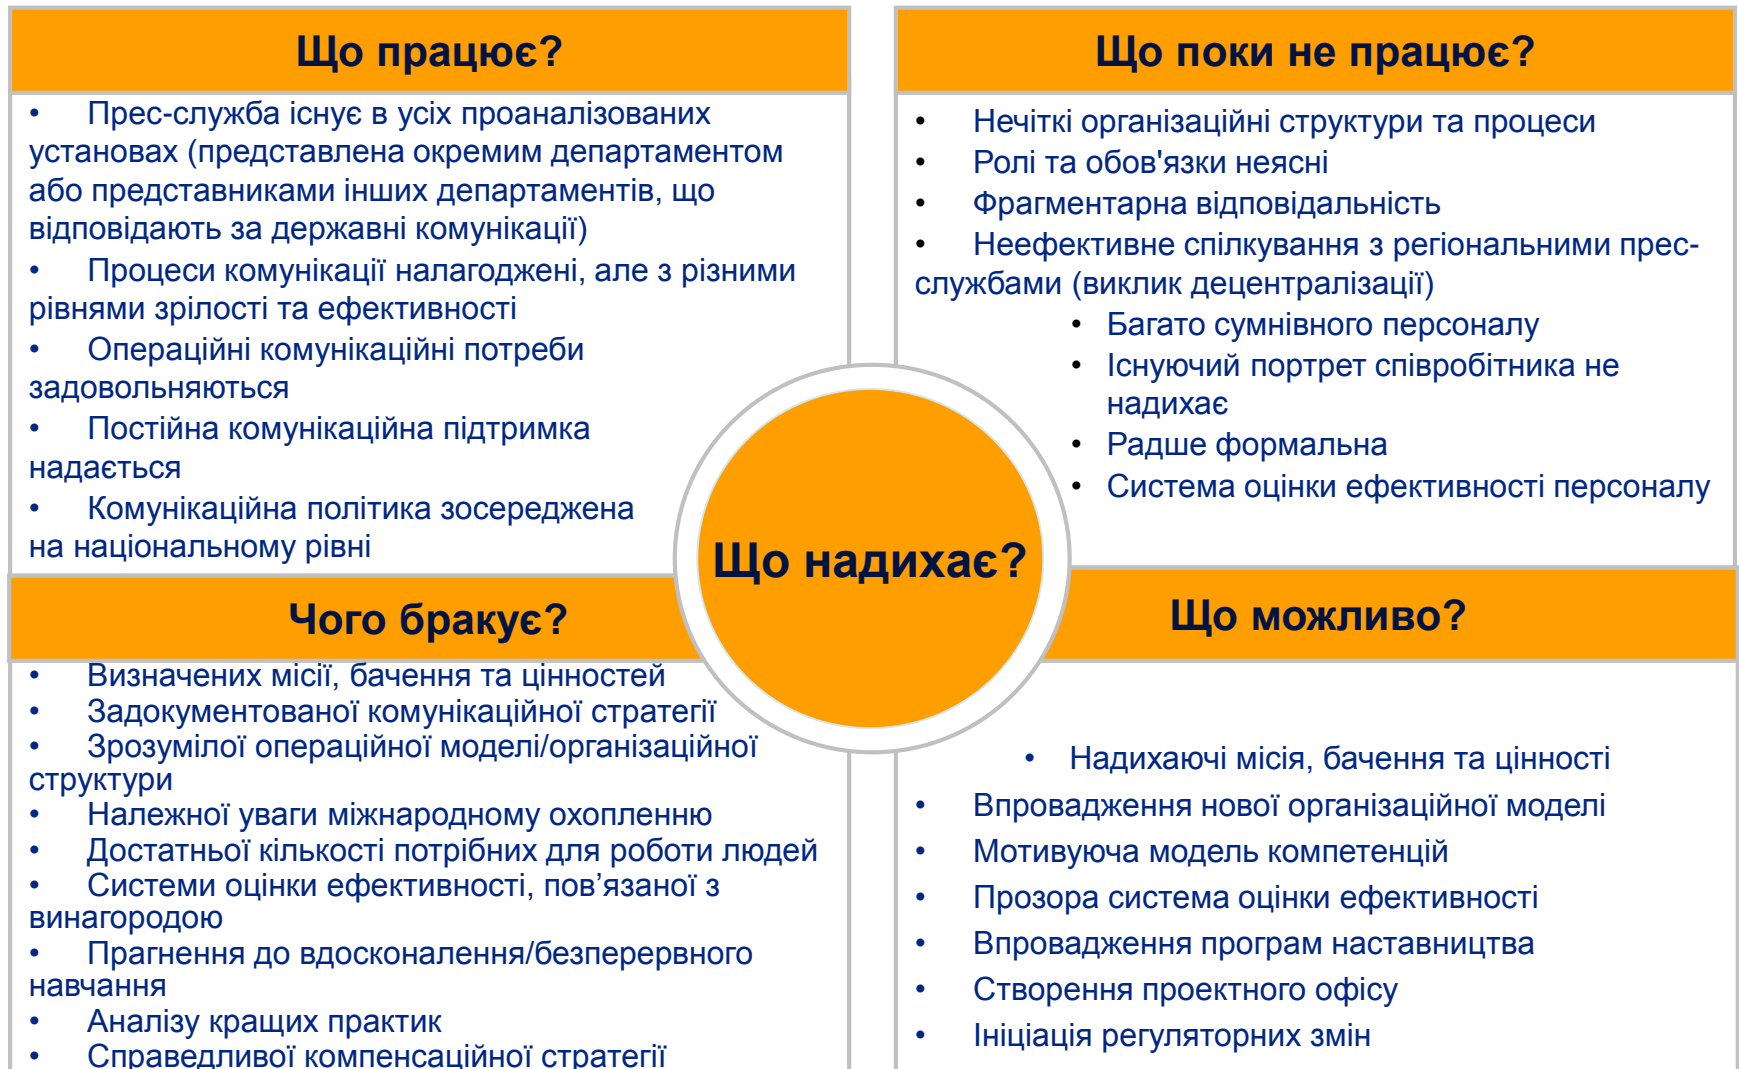 Що працює?
• Прес-служба існує в усіх проаналізованих
установах (представлена окремим департаментом
або представниками інших департаментів, що
відповідають за державні комунікації)
• Процеси комунікації налагоджені, але з різними
рівнями зрілості та ефективності
• Операційні комунікаційні потреби
задовольняються
• Постійна комунікаційна підтримка
надається
• Комунікаційна політика зосереджена
на національному рівні
Що поки не працює?
• Нечіткі організаційні структури та процеси
• Ролі та обов'язки неясні
• Фрагментарна відповідальність
• Неефективне спілкування з регіональними прес-
службами (виклик децентралізації)
• Багато сумнівного персоналу
• Існуючий портрет співробітника не
надихає
• Радше формальна
• Система оцінки ефективності персоналу
Що надихає?
Чого бракує?
• Визначених місії, бачення та цінностей
• Задокументованої комунікаційної стратегії
• Зрозумілої операційної моделі/організаційної
структури
• Належної уваги міжнародному охопленню
• Достатньої кількості потрібних для роботи людей
• Системи оцінки ефективності, пов’язаної з
винагородою
• Прагнення до вдосконалення/безперервного
навчання
• Аналізу кращих практик
• Справедливої компенсаційної стратегії
Що можливо?
• Надихаючі місія, бачення та цінності
• Впровадження нової організаційної моделі
• Мотивуюча модель компетенцій
• Прозора система оцінки ефективності
• Впровадження програм наставництва
• Створення проектного офісу
• Ініціація регуляторних змін